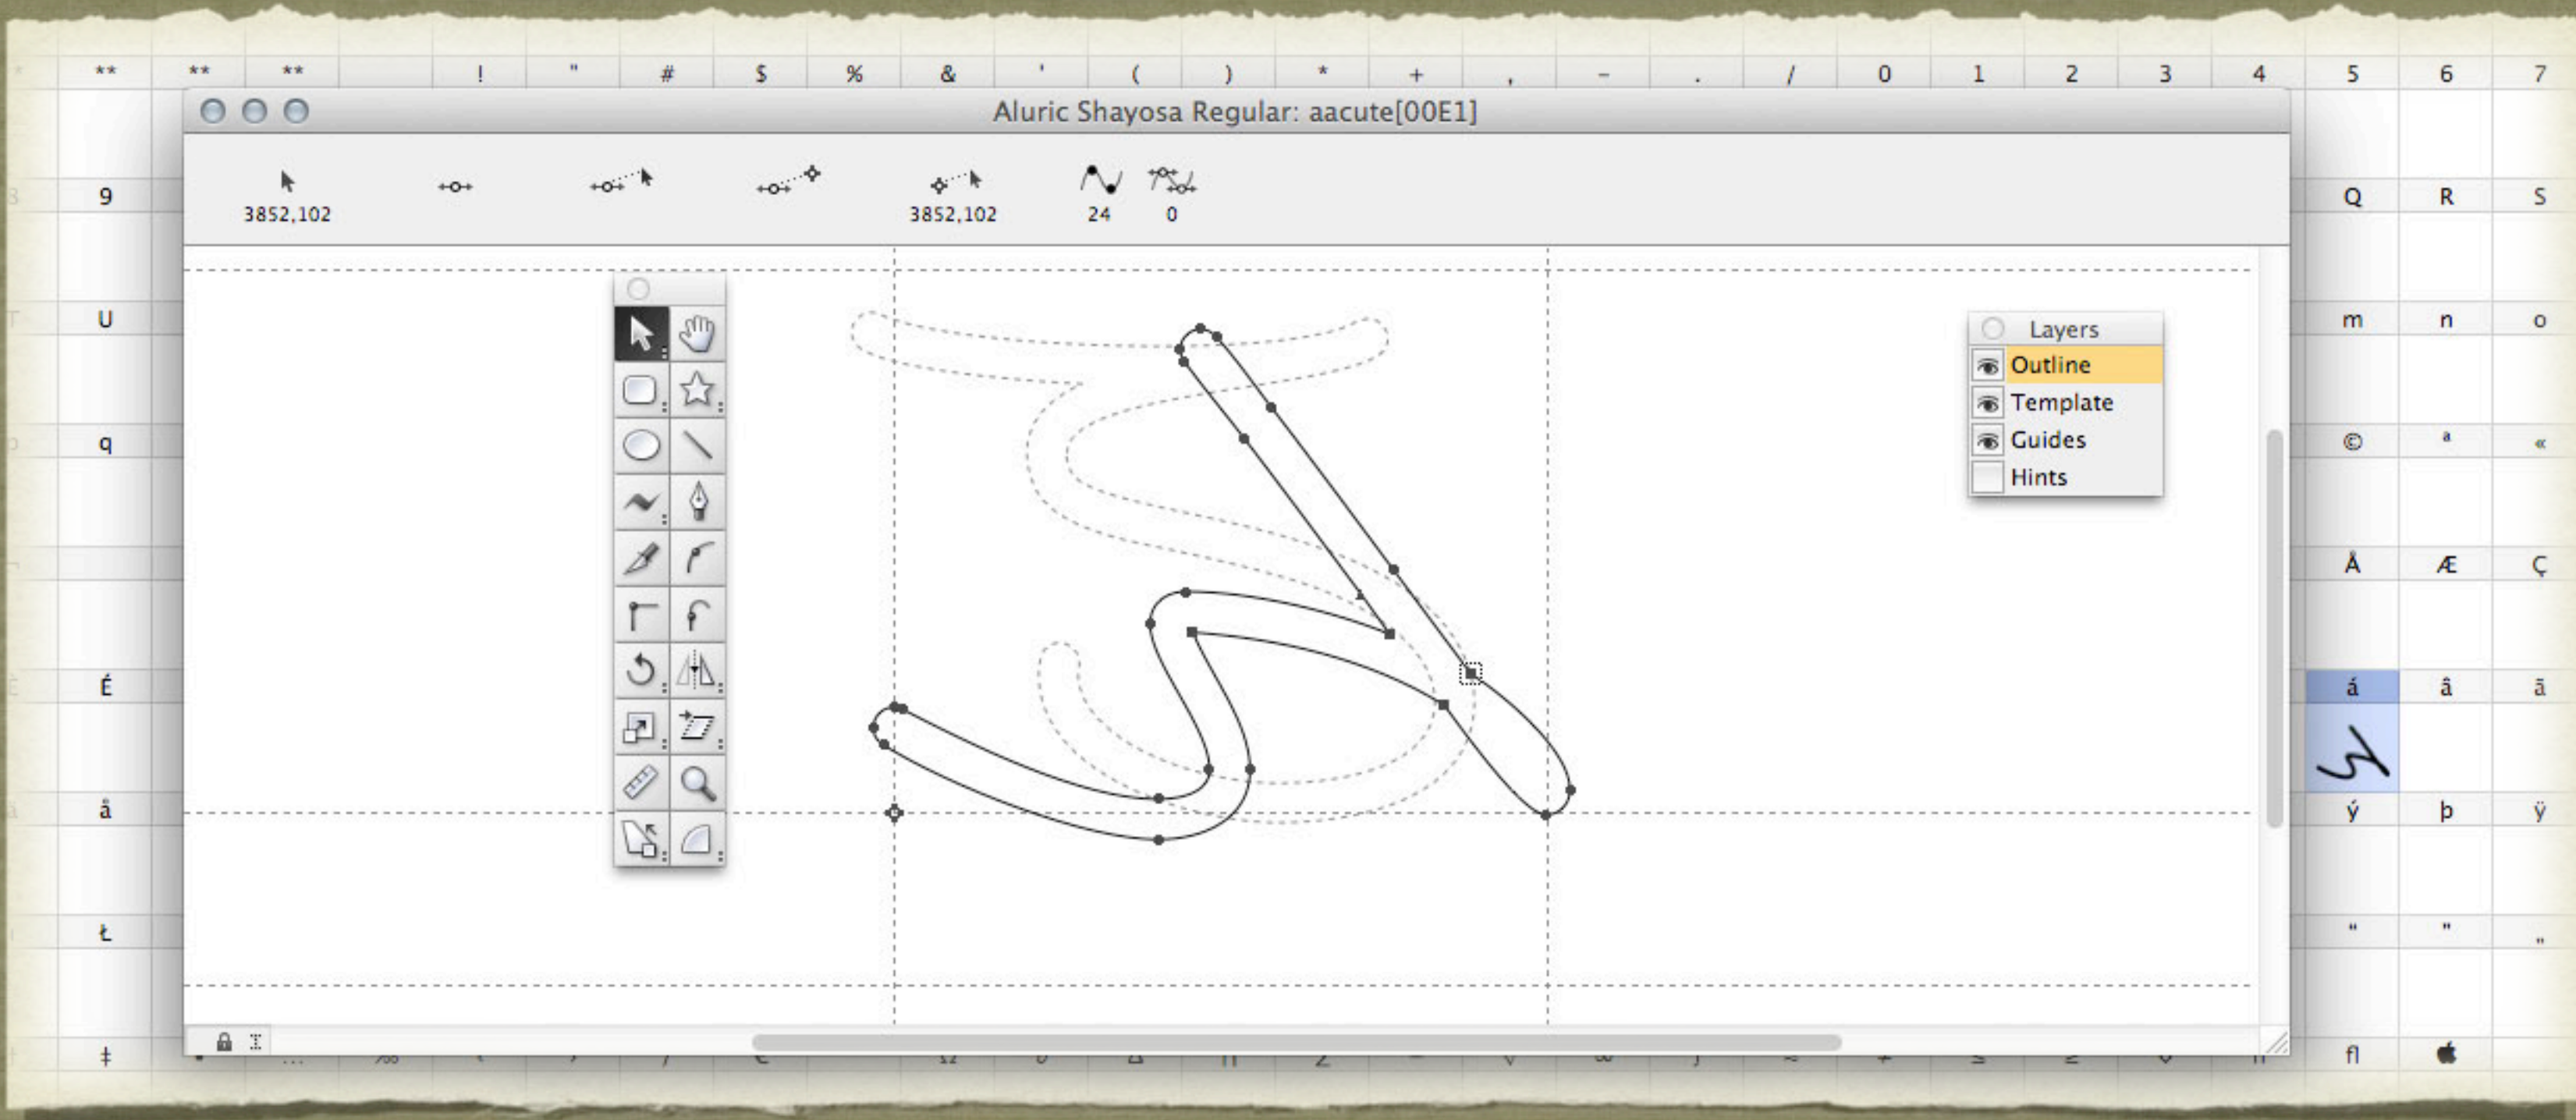 ** ** ** ! " # $ % & ' ( ) * + , - . / 0 1 2 3 4 5 6 7
Aluric Shayosa Regular: aacute[00E1]
3852,102 3852,102 24 0
9 Q R S
U m n o
Layers
Outline
Template
Guides
Hints
q © ª «
Å Æ Ç
É á â ã
å ý þ ÿ
Ł " " „
‡ fl